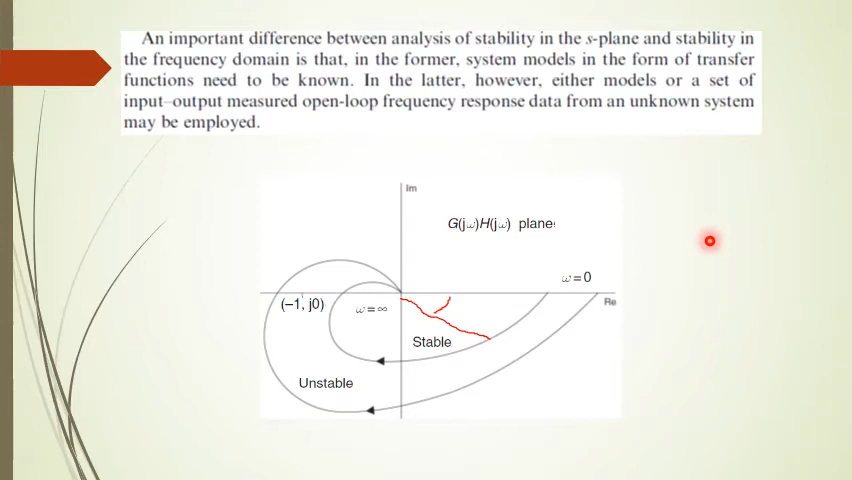 An important difference between analysis of stability in the s-plane and stability in
the frequency domain is that, in the former, system models in the form of transfer
functions need to be known. In the latter, however, either models or a set of
input–output measured open-loop frequency response data from an unknown system
may be employed.
Im
G(jω)H(jω) plane
ω=0
(–1, j0)
ω=∞
Re
Stable
Unstable